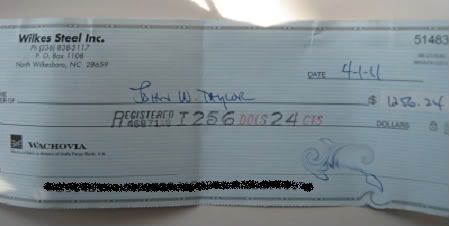 Wilkes Steel Inc.
51483
Ph (336) 838-5117
P. O. Box 1108
North Wilkesboro, NC 28659
DATE 4-1-11
John W. Taylor $ 1256.24
REGISTERED 1256 DOLS 24 CTS
DOLLARS
WACHOVIA